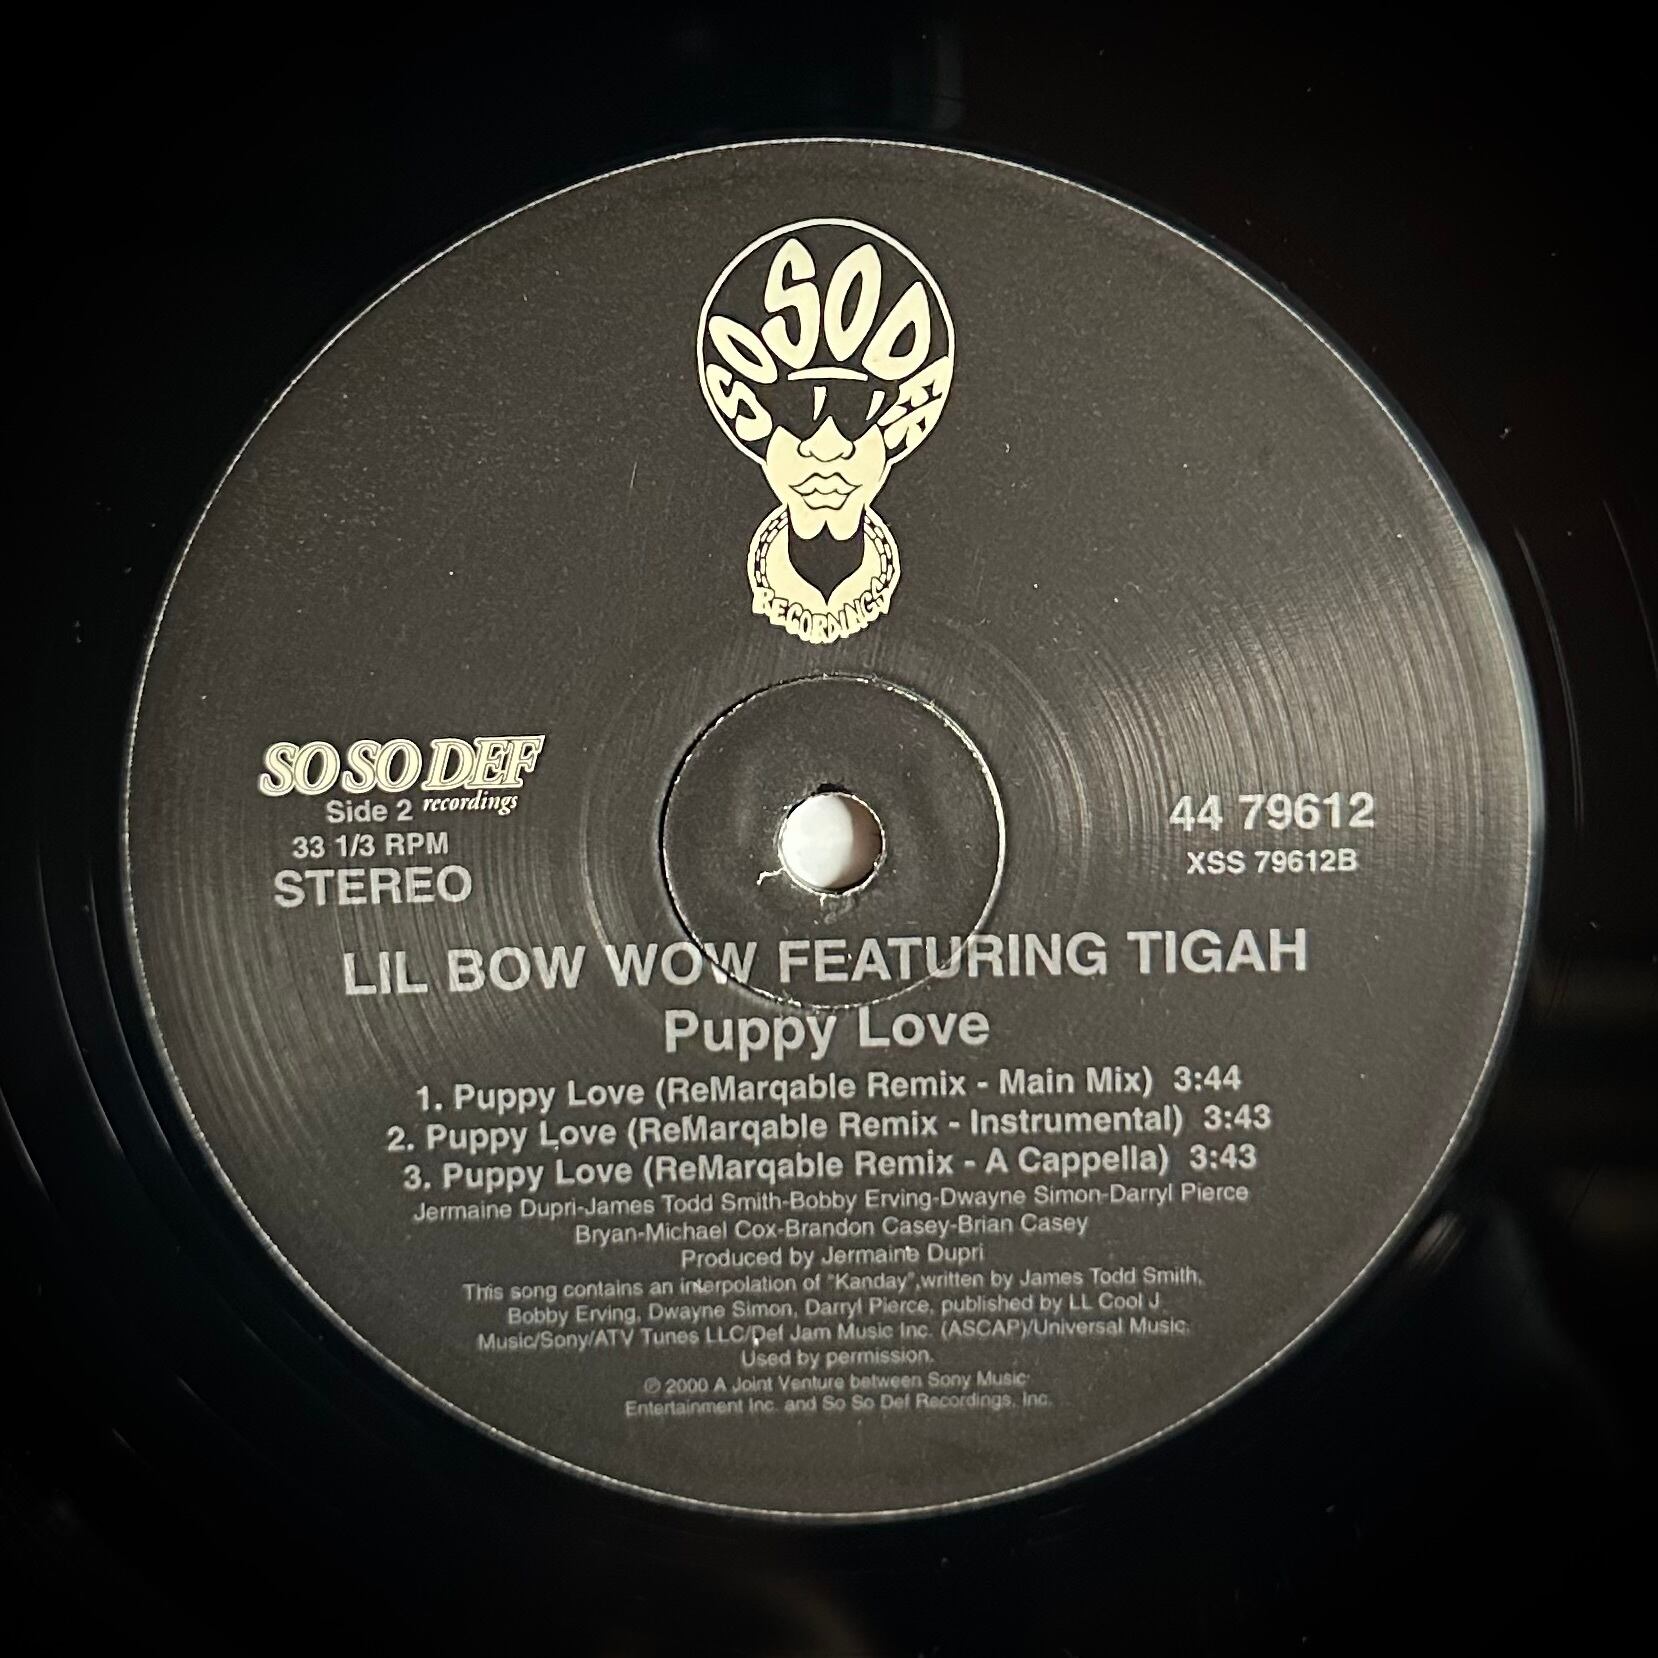 SO SO DEF
RECORDINGS
SO SO DEF
recordings
Side 2
33 1/3 RPM
STEREO
44 79612
XSS 79612B
LIL BOW WOW FEATURING TIGAH
Puppy Love
1. Puppy Love (ReMarqable Remix - Main Mix) 3:44
2. Puppy Love (ReMarqable Remix - Instrumental) 3:43
3. Puppy Love (ReMarqable Remix - A Cappella) 3:43
Jermaine Dupri-James Todd Smith-Bobby Erving-Dwayne Simon-Darryl Pierce
Bryan-Michael Cox-Brandon Casey-Brian Casey
Produced by Jermaine Dupri
This song contains an interpolation of "Kanday",written by James Todd Smith,
Bobby Erving, Dwayne Simon, Darryl Pierce, published by LL Cool J
Music/Sony/ATV Tunes LLC/Def Jam Music Inc. (ASCAP)/Universal Music.
Used by permission.
℗ 2000 A Joint Venture between Sony Music
Entertainment Inc. and So So Def Recordings, Inc.